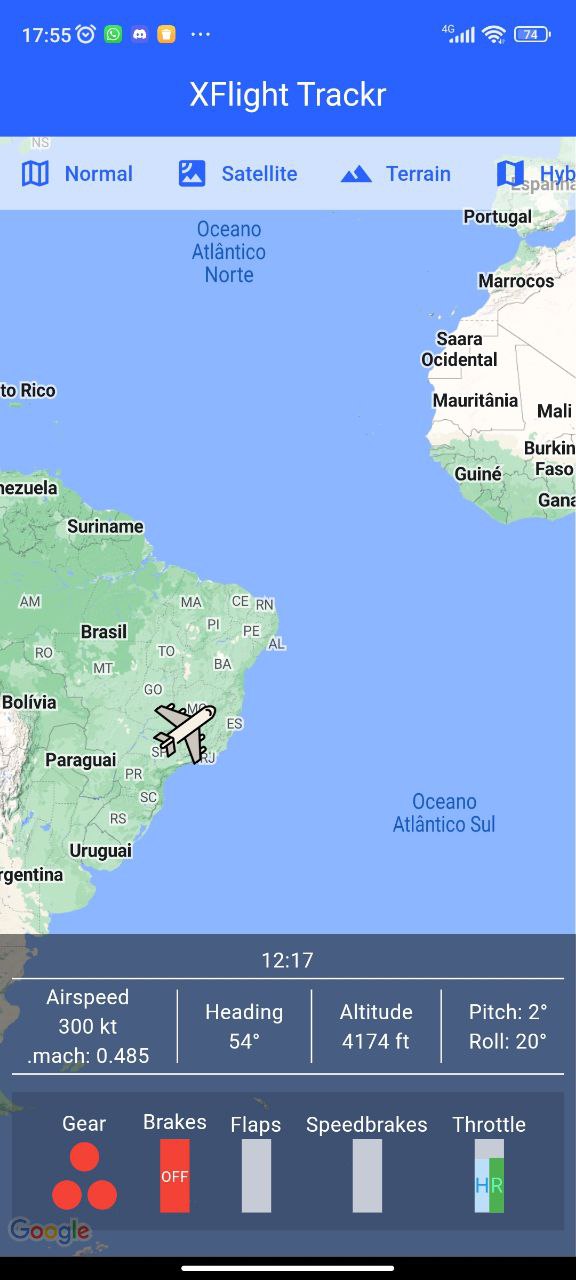 17:55
4G
74
XFlight Trackr
NS
Normal
Satellite
Terrain
Hyb
Espanha
Portugal
Oceano
Atlântico
Norte
Marrocos
Saara
Ocidental
to Rico
Mauritânia
Mali
Burkin
Faso
Guiné
Gana
nezuela
Suriname
AM
MA
CE
RN
PI
Brasil
PE
AL
RO
TO
MT
BA
GO
Bolívia
MG
ES
SP
RJ
Paraguai
PR
SC
Oceano
Atlântico Sul
RS
Uruguai
rgentina
12:17
Airspeed
300 kt
.mach: 0.485
Heading
54°
Altitude
4174 ft
Pitch: 2°
Roll: 20°
Gear
Brakes
Flaps
Speedbrakes
Throttle
OFF
HR
Google